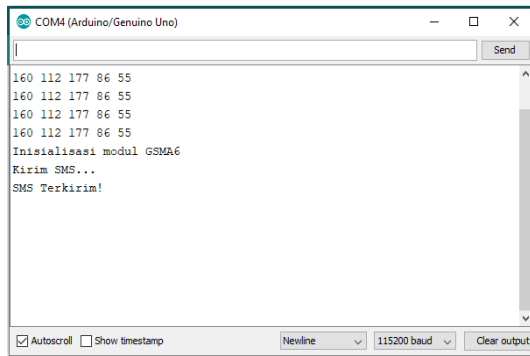 COM4 (Arduino/Genuino Uno)
Send
160 112 177 86 55
160 112 177 86 55
160 112 177 86 55
160 112 177 86 55
Inisialisasi modul GSMA6
Kirim SMS...
SMS Terkirim!
Autoscroll Show timestamp Newline 115200 baud Clear output